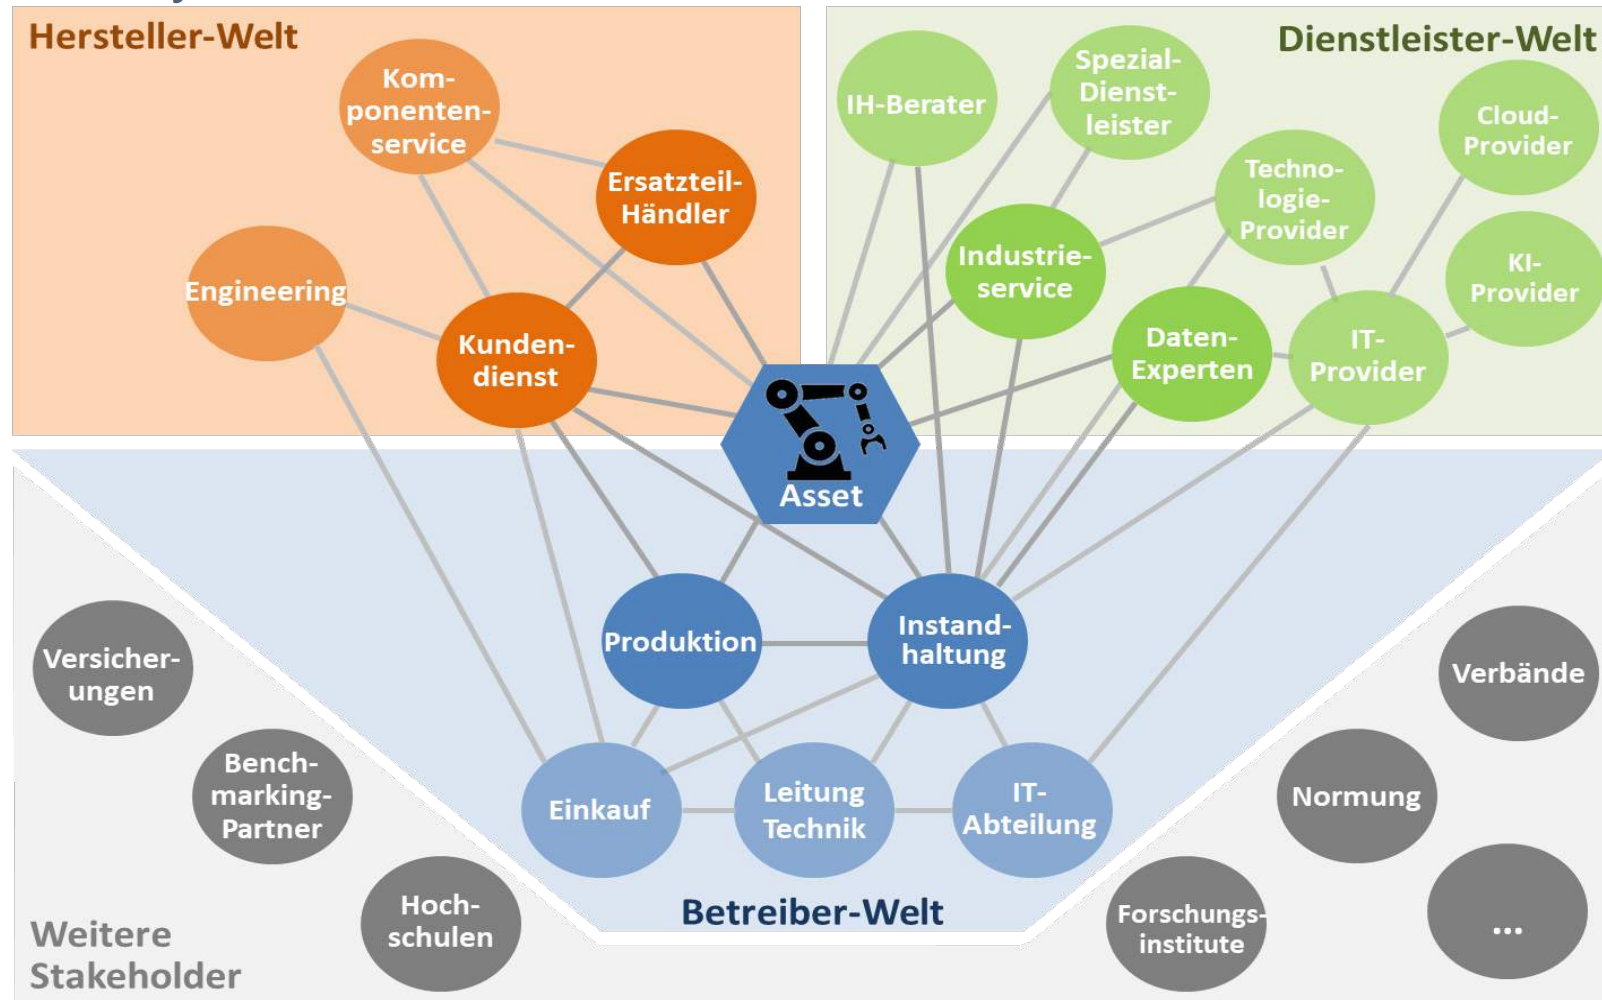 Hersteller-Welt
Kom-
ponenten-
service
Ersatzteil-
Händler
Engineering
Kunden-
dienst
Dienstleister-Welt
IH-Berater
Spezial-
Dienst-
leister
Cloud-
Provider
Techno-
logie-
Provider
Industrie-
service
KI-
Provider
Daten-
Experten
IT-
Provider
Asset
Produktion
Instand-
haltung
Einkauf
Leitung
Technik
IT-
Abteilung
Betreiber-Welt
Versicher-
ungen
Bench-
marking-
Partner
Hoch-
schulen
Weitere
Stakeholder
Verbände
Normung
Forschungs-
institute
...